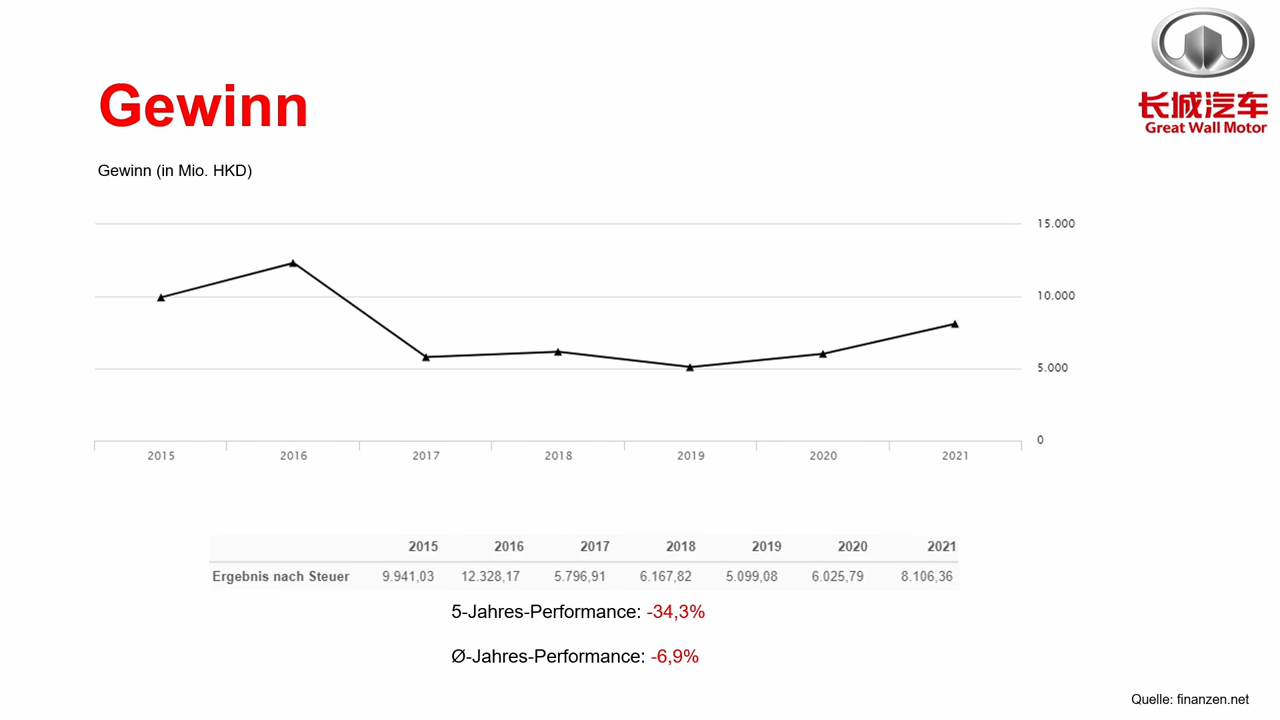 长城汽车
Great Wall Motor
Gewinn
Gewinn (in Mio. HKD)
15.000
10.000
5.000
0
2015 2016 2017 2018 2019 2020 2021
2015 2016 2017 2018 2019 2020 2021
Ergebnis nach Steuer 9.941,03 12.328,17 5.796,91 6.167,82 5.099,08 6.025,79 8.106,36
5-Jahres-Performance: -34,3%
Ø-Jahres-Performance: -6,9%
Quelle: finanzen.net